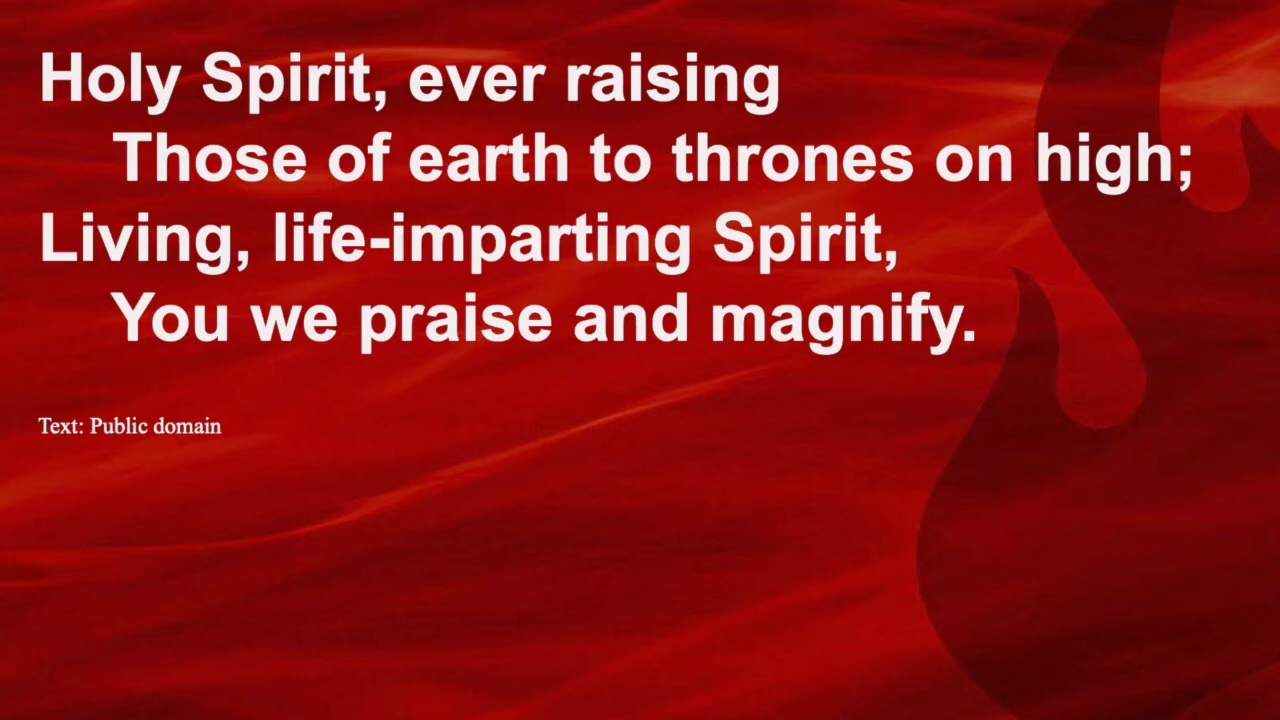 Holy Spirit, ever raising
Those of earth to thrones on high;
Living, life-imparting Spirit,
You we praise and magnify.
Text: Public domain